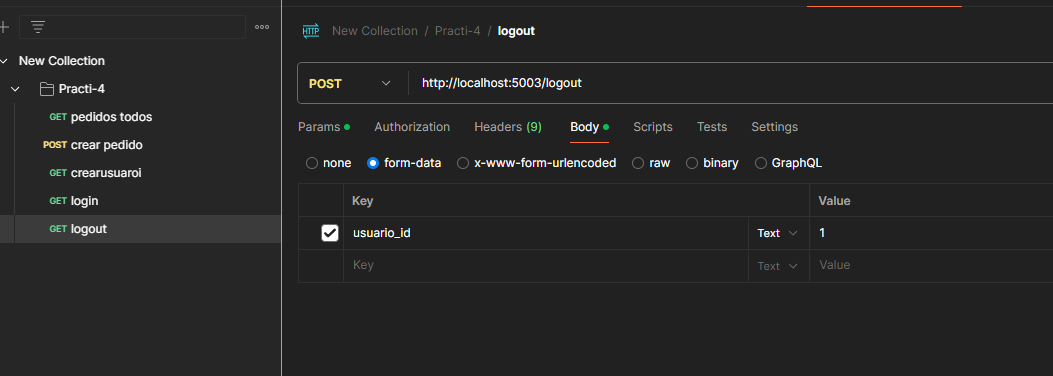 New Collection
Practi-4
GET pedidos todos
POST crear pedido
GET crearusuaroi
GET login
GET logout
HTTP New Collection / Practi-4 / logout
POST http://localhost:5003/logout
Params Authorization Headers (9) Body Scripts Tests Settings
none form-data x-www-form-urlencoded raw binary GraphQL
Key Value
usuario_id Text 1
Key Text Value